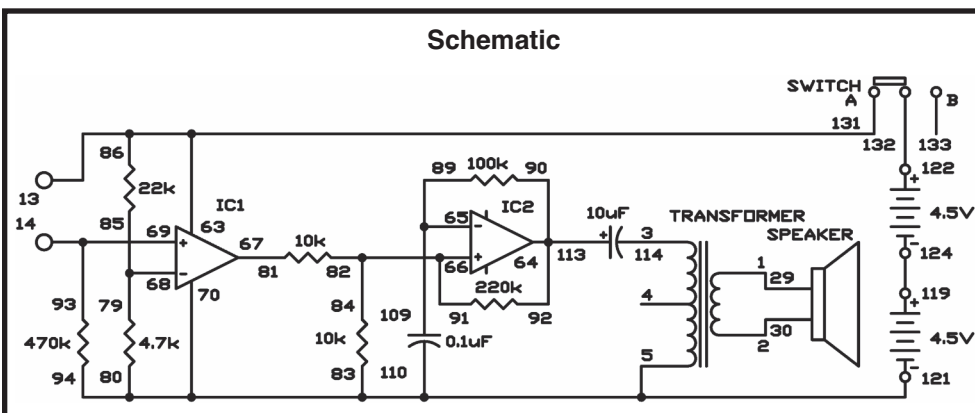 Schematic
SWITCH
A
B
131
132
133
86
122
89
100k
90
+
13
22k
4.5V
IC1
IC2
10uF
TRANSFORMER
14
85
69
+
63
65
-
+
3
SPEAKER
-
124
67
10k
113
114
1
81
82
66
+
64
29
119
68
-
70
220k
+
93
79
84
109
91
92
4
30
2
4.5V
470k
4.7k
10k
0.1uF
5
94
80
83
110
-
121